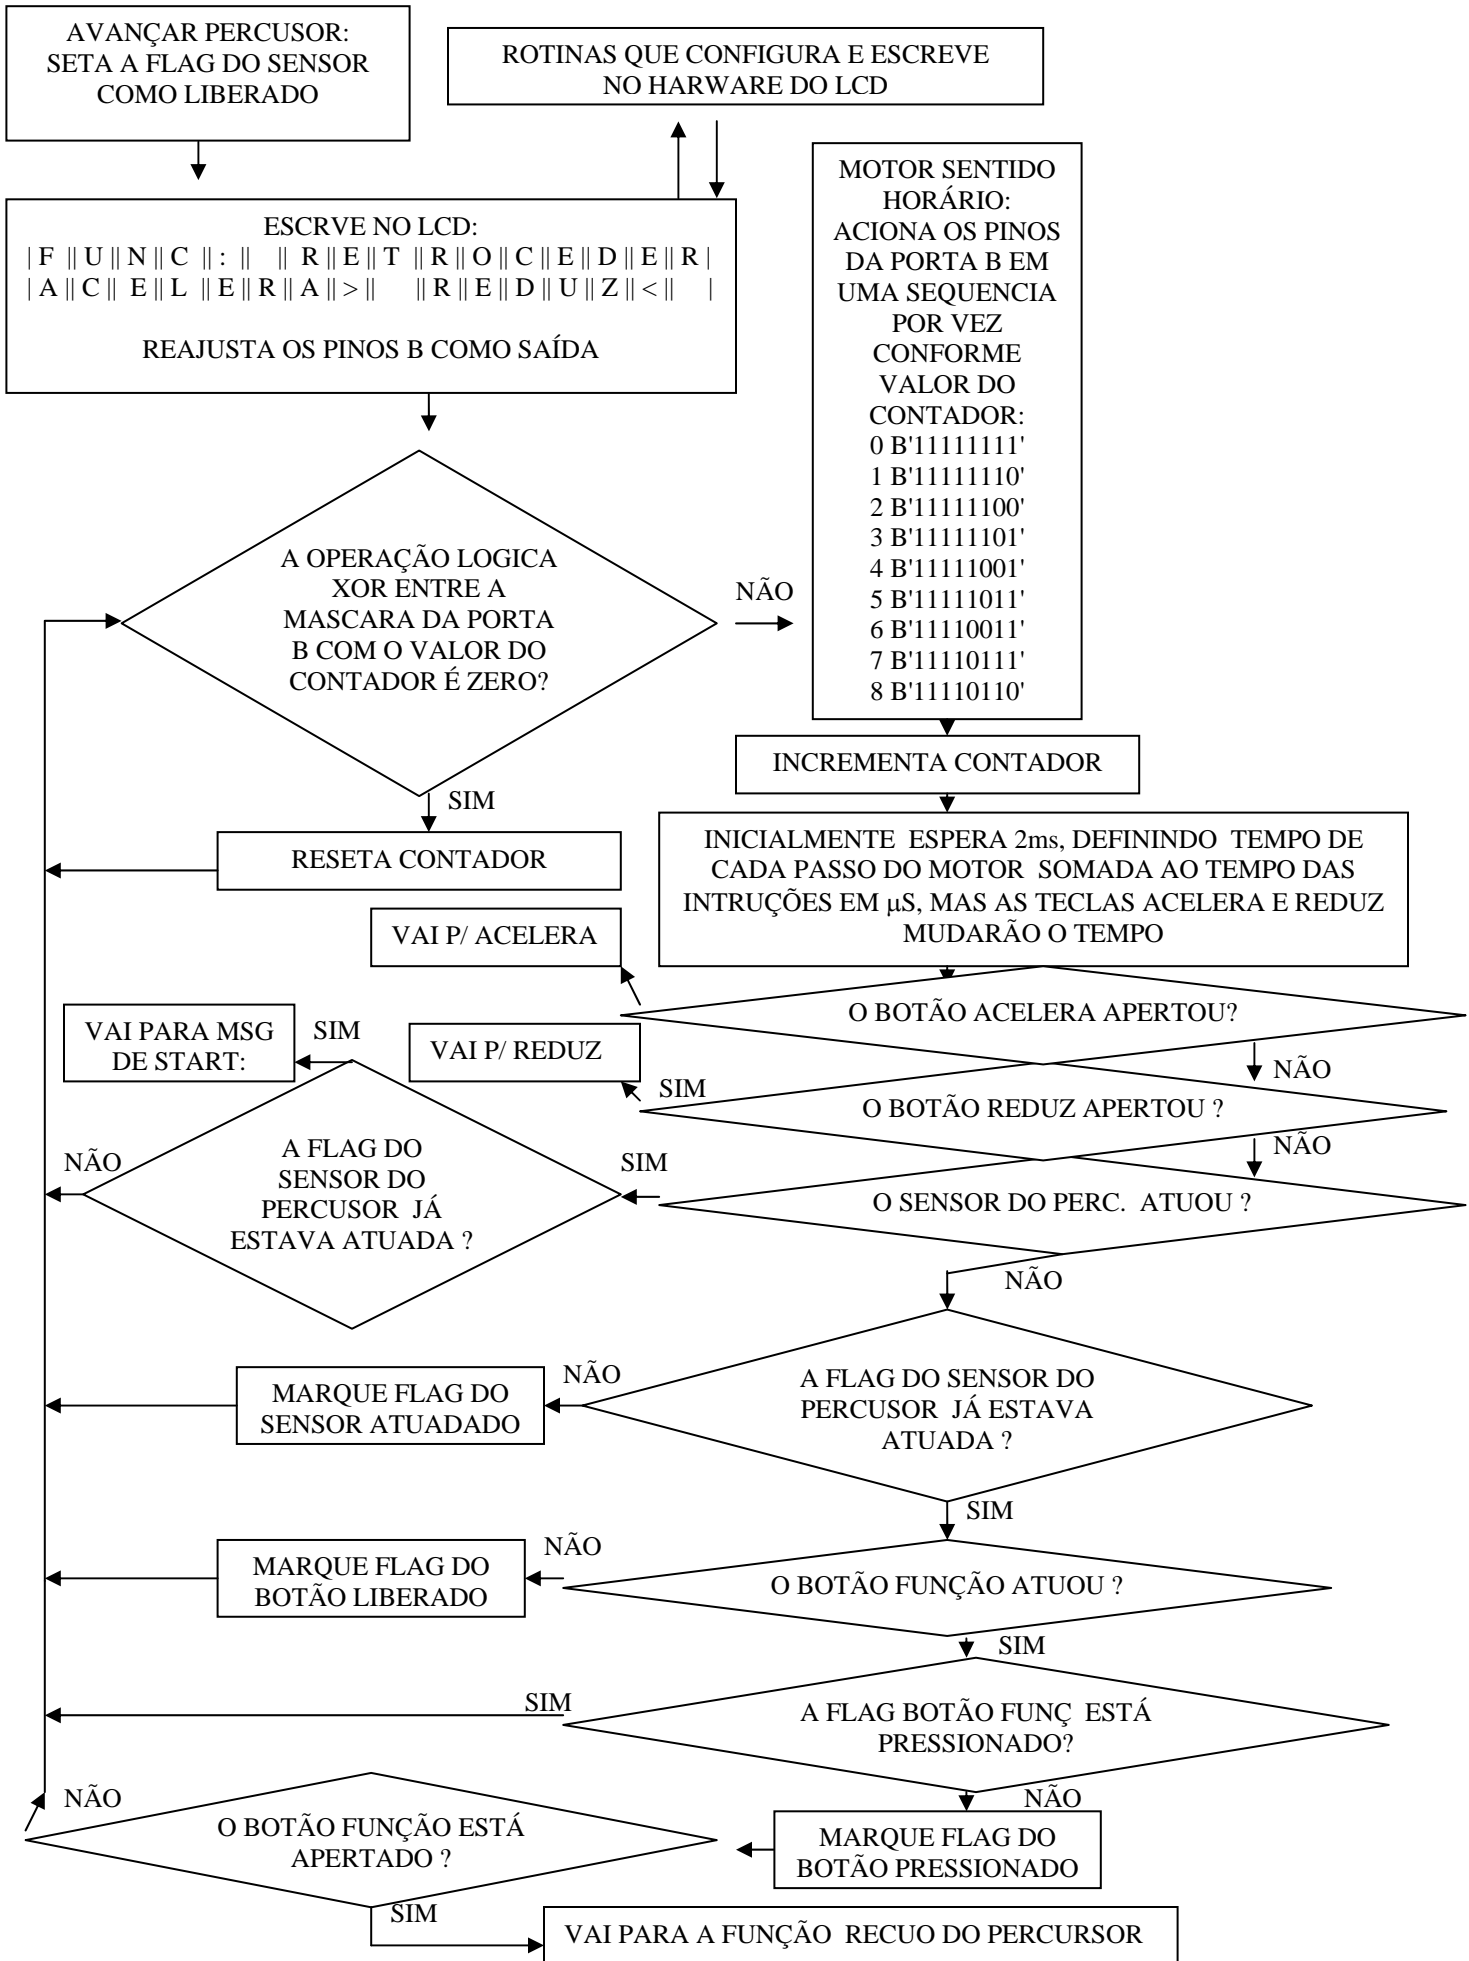 AVANÇAR PERCUSOR:
SETA A FLAG DO SENSOR
COMO LIBERADO
ROTINAS QUE CONFIGURA E ESCREVE
NO HARWARE DO LCD
ESCRVE NO LCD:
| F || U || N || C || : || || R || E || T || R || O || C || E || D || E || R |
| A || C || E || L || E || R || A || > || || R || E || D || U || Z || < || |
REAJUSTA OS PINOS B COMO SAÍDA
MOTOR SENTIDO
HORÁRIO:
ACIONA OS PINOS
DA PORTA B EM
UMA SEQUENCIA
POR VEZ
CONFORME
VALOR DO
CONTADOR:
0 B'11111111'
1 B'11111110'
2 B'11111100'
3 B'11111101'
4 B'11111001'
5 B'11111011'
6 B'11110011'
7 B'11110111'
8 B'11110110'
A OPERAÇÃO LOGICA
XOR ENTRE A
MASCARA DA PORTA
B COM O VALOR DO
CONTADOR É ZERO?
NÃO
SIM
INCREMENTA CONTADOR
RESETA CONTADOR
INICIALMENTE ESPERA 2ms, DEFININDO TEMPO DE
CADA PASSO DO MOTOR SOMADA AO TEMPO DAS
INTRUÇÕES EM µS, MAS AS TECLAS ACELERA E REDUZ
MUDARÃO O TEMPO
VAI P/ ACELERA
O BOTÃO ACELERA APERTOU?
VAI PARA MSG
DE START:
SIM
VAI P/ REDUZ
SIM
NÃO
O BOTÃO REDUZ APERTOU ?
NÃO
A FLAG DO
SENSOR DO
PERCUSOR JÁ
ESTAVA ATUADA ?
NÃO
SIM
O SENSOR DO PERC. ATUOU ?
NÃO
A FLAG DO SENSOR DO
PERCUSOR JÁ ESTAVA
ATUADA ?
NÃO
MARQUE FLAG DO
SENSOR ATUADADO
SIM
O BOTÃO FUNÇÃO ATUOU ?
NÃO
MARQUE FLAG DO
BOTÃO LIBERADO
SIM
A FLAG BOTÃO FUNÇ ESTÁ
PRESSIONADO?
SIM
NÃO
MARQUE FLAG DO
BOTÃO PRESSIONADO
NÃO
O BOTÃO FUNÇÃO ESTÁ
APERTADO ?
SIM
VAI PARA A FUNÇÃO RECUO DO PERCURSOR